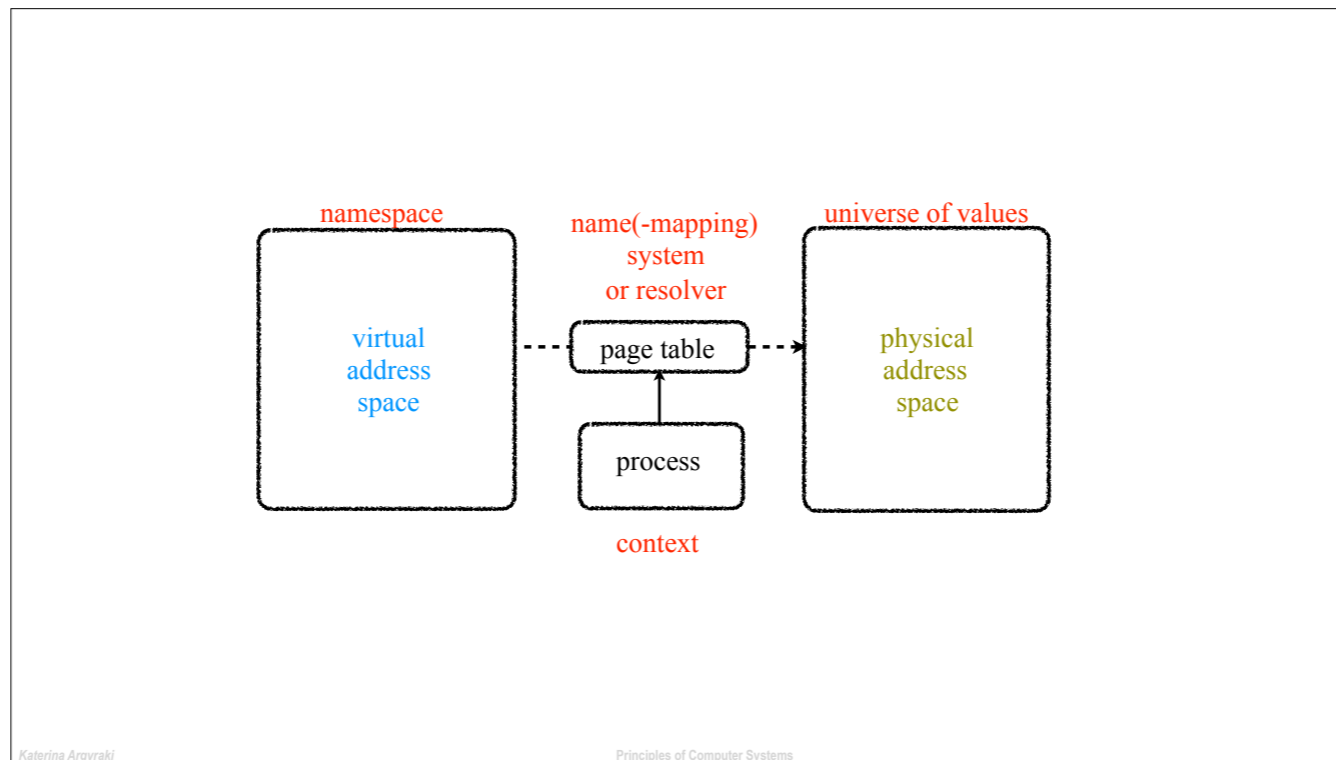 namespace
name(-mapping)
system
or resolver
universe of values
virtual
address
space
page table
physical
address
space
process
context
Katerina Argyraki
Principles of Computer Systems